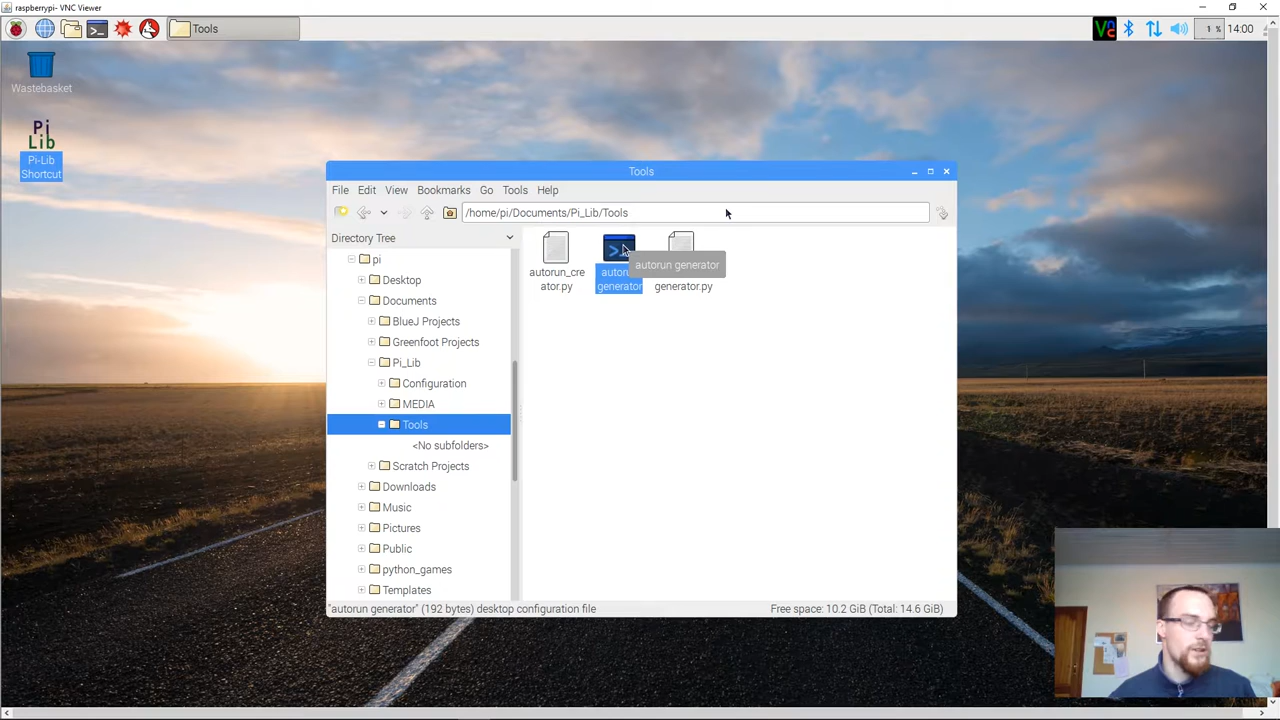 raspberrypi- VNC Viewer
Tools
1 %
14:00
Wastebasket
Pi
Lib
Pi-Lib
Shortcut
Tools
File Edit View Bookmarks Go Tools Help
/home/pi/Documents/Pi_Lib/Tools
Directory Tree
pi
Desktop
Documents
BlueJ Projects
Greenfoot Projects
Pi_Lib
Configuration
MEDIA
Tools
<No subfolders>
Scratch Projects
Downloads
Music
Pictures
Public
python_games
Templates
autorun_cre
ator.py
generator
autorun generator
generator.py
"autorun generator" (192 bytes) desktop configuration file
Free space: 10.2 GiB (Total: 14.6 GiB)